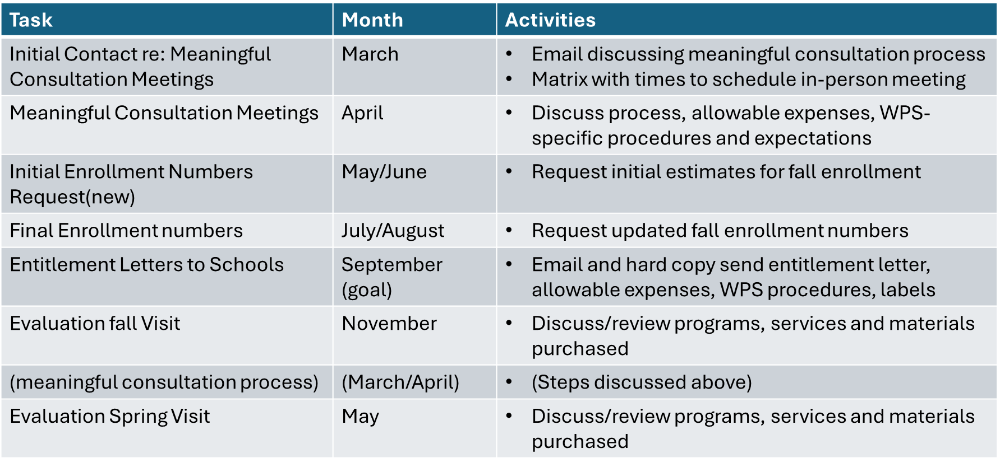 Task Month Activities
Initial Contact re: Meaningful
Consultation Meetings
March
• Email discussing meaningful consultation process
• Matrix with times to schedule in-person meeting
Meaningful Consultation Meetings
April
• Discuss process, allowable expenses, WPS-
specific procedures and expectations
Initial Enrollment Numbers
Request(new)
May/June
• Request initial estimates for fall enrollment
Final Enrollment numbers
July/August
• Request updated fall enrollment numbers
Entitlement Letters to Schools
September
(goal)
• Email and hard copy send entitlement letter,
allowable expenses, WPS procedures, labels
Evaluation fall Visit
November
• Discuss/review programs, services and materials
purchased
(meaningful consultation process)
(March/April)
• (Steps discussed above)
Evaluation Spring Visit
May
• Discuss/review programs, services and materials
purchased